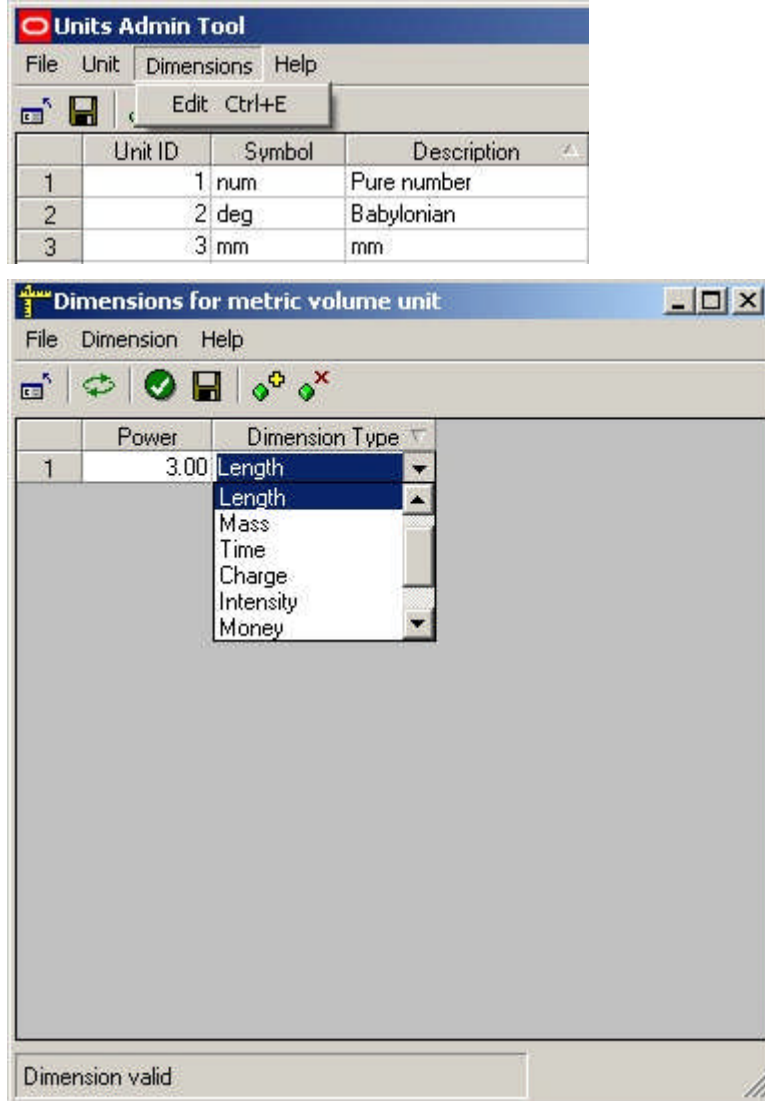 Units Admin Tool
File Unit Dimensions Help
Edit Ctrl+E
Unit ID Symbol Description
1 1 num Pure number
2 2 deg Babylonian
3 3 mm mm
Dimensions for metric volume unit
File Dimension Help
Power Dimension Type
1 3.00 Length
Length
Mass
Time
Charge
Intensity
Money
Dimension valid